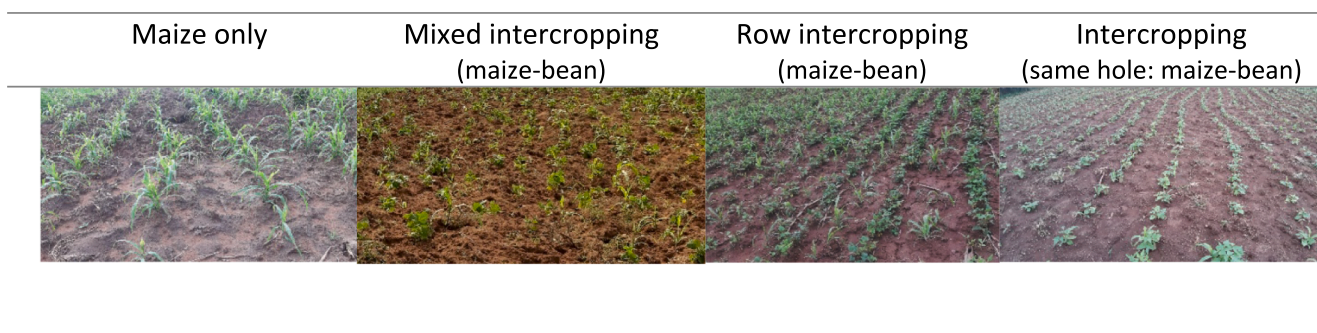 Maize only
Mixed intercropping
(maize-bean)
Row intercropping
(maize-bean)
Intercropping
(same hole: maize-bean)